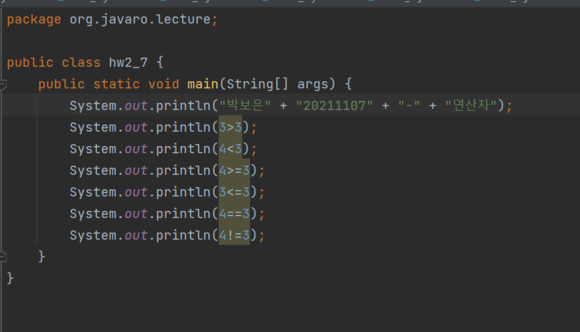 package org.javaro.lecture;
public class hw2_7 {
public static void main(String[] args) {
System.out.println("박보은" + "20211107" + "-" + "연산자");
System.out.println(3>3);
System.out.println(4<3);
System.out.println(4>=3);
System.out.println(3<=3);
System.out.println(4==3);
System.out.println(4!=3);
}
}